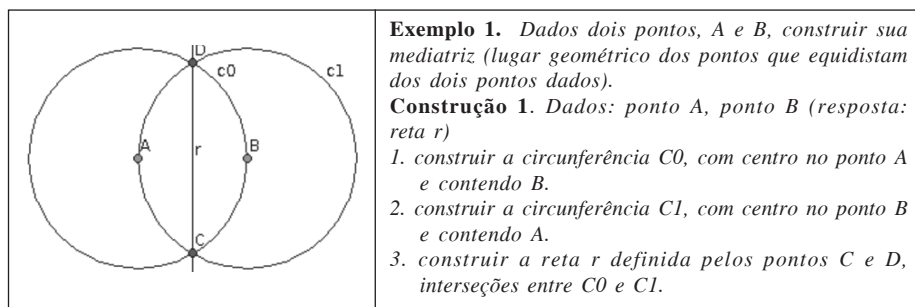 D
c0
c1
A
B
r
C
Exemplo 1. Dados dois pontos, A e B, construir sua
mediatriz (lugar geométrico dos pontos que equidistam
dos dois pontos dados).
Construção 1. Dados: ponto A, ponto B (resposta:
reta r)
1. construir a circunferência C0, com centro no ponto A
e contendo B.
2. construir a circunferência C1, com centro no ponto B
e contendo A.
3. construir a reta r definida pelos pontos C e D,
interseções entre C0 e C1.